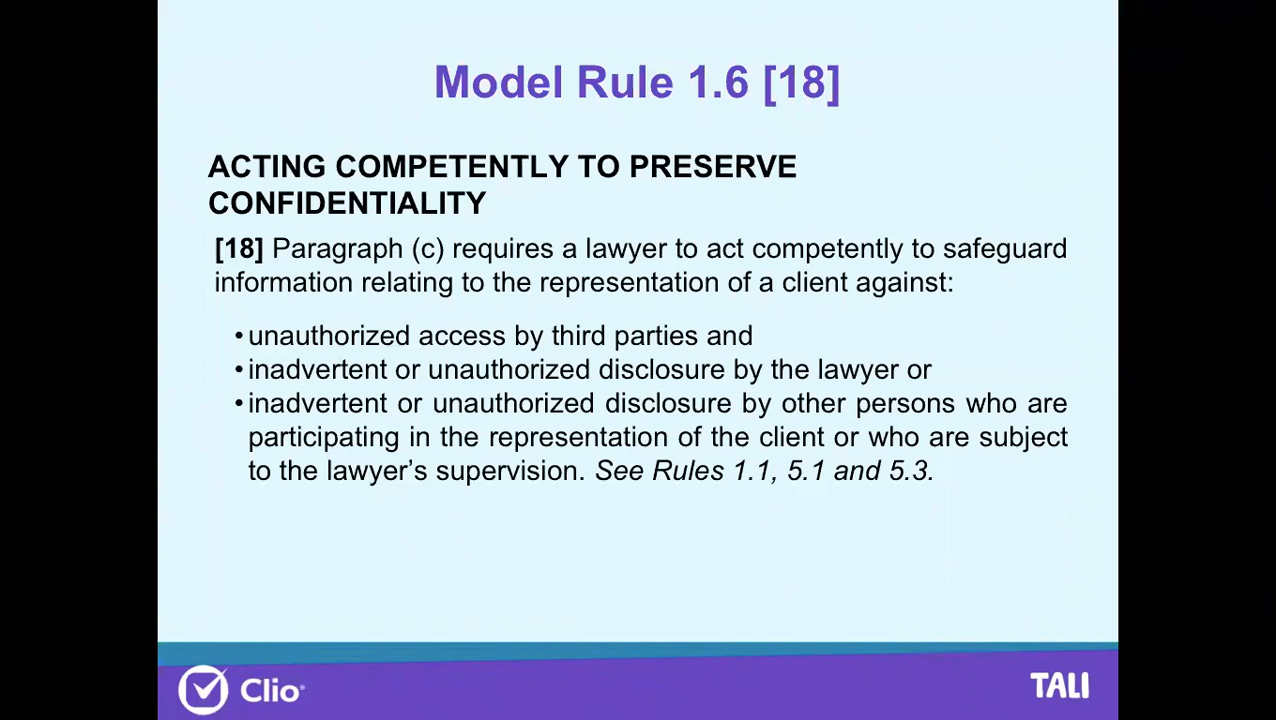 Model Rule 1.6 [18]
ACTING COMPETENTLY TO PRESERVE
CONFIDENTIALITY
[18] Paragraph (c) requires a lawyer to act competently to safeguard
information relating to the representation of a client against:
•unauthorized access by third parties and
•inadvertent or unauthorized disclosure by the lawyer or
•inadvertent or unauthorized disclosure by other persons who are
participating in the representation of the client or who are subject
to the lawyer’s supervision. See Rules 1.1, 5.1 and 5.3.
Clio®
TALI